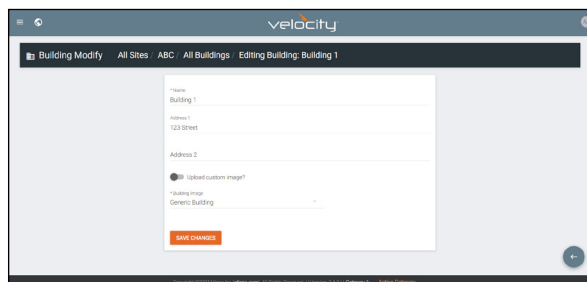 velocity
Building Modify All Sites / ABC / All Buildings / Editing Building: Building 1
* Name
Building 1
Address 1
123 Street
Address 2
Upload custom image?
* Building Image
Generic Building
SAVE CHANGES